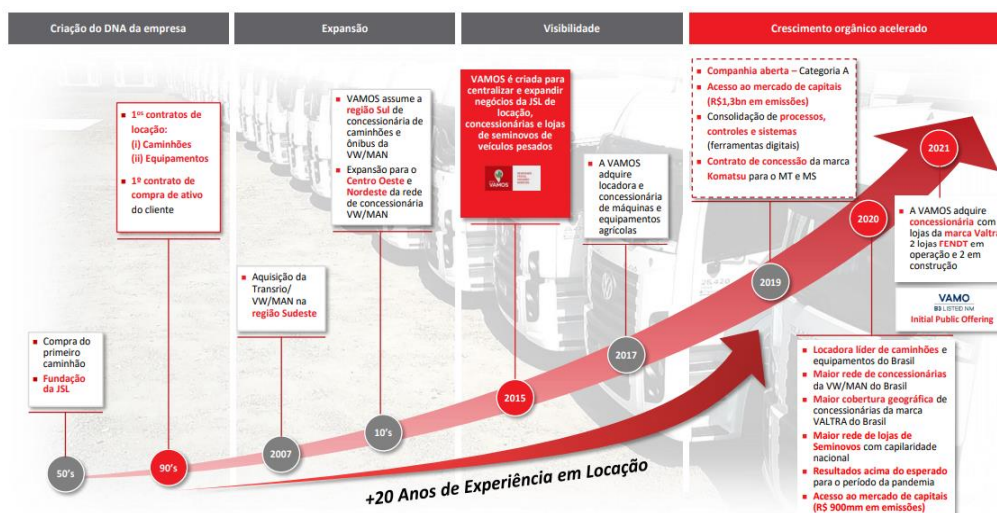 Criação do DNA da empresa
Expansão
Visibilidade
Crescimento orgânico acelerado
50's
Compra do
primeiro
caminhão
Fundação
da JSL
90's
1ºs contratos de
locação:
(i) Caminhões
(ii) Equipamentos
1º contrato de
compra de ativo
do cliente
2007
Aquisição da
Transrio/
VW/MAN na
região Sudeste
10's
VAMOS assume a
região Sul de
concessionária de
caminhões e
ônibus da
VW/MAN
Expansão para o
Centro Oeste e
Nordeste da rede
de concessionária
VW/MAN
2015
VAMOS é criada para
centralizar e expandir
negócios da JSL de
locação,
concessionárias e lojas
de seminovos de
veículos pesados
VAMOS
2017
A VAMOS
adquire
locadora e
concessionária
de máquinas e
equipamentos
agrícolas
2019
Companhia aberta – Categoria A
Acesso ao mercado de capitais
(R$1,3bn em emissões)
Consolidação de processos,
controles e sistemas
(ferramentas digitais)
Contrato de concessão da marca
Komatsu para o MT e MS
2020
Locadora líder de caminhões e
equipamentos do Brasil
Maior rede de concessionárias
da VW/MAN do Brasil
Maior cobertura geográfica de
concessionárias da marca
VALTRA do Brasil
Maior rede de lojas de
Seminovos com capilaridade
nacional
Resultados acima do esperado
para o período da pandemia
Acesso ao mercado de capitais
(R$ 900mm em emissões)
2021
A VAMOS adquire
concessionária com
lojas da marca Valtra
2 lojas FENDT em
operação e 2 em
construção
VAMO
B3 LISTED NM
Initial Public Offering
+20 Anos de Experiência em Locação